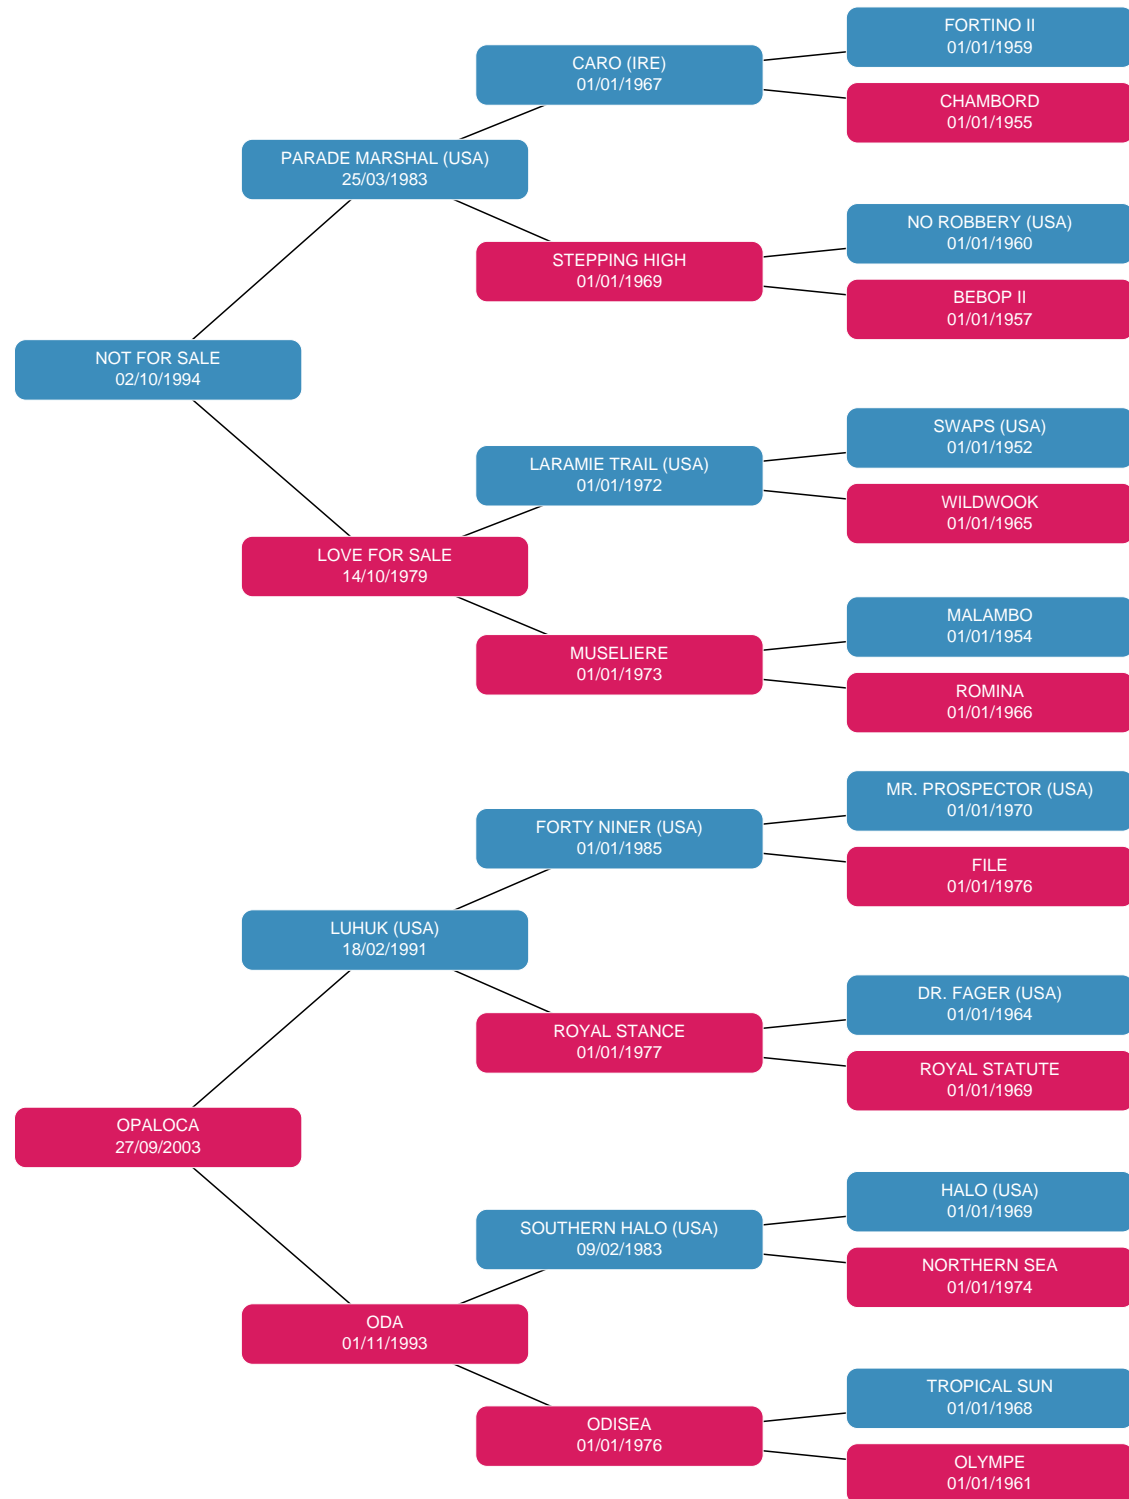 FORTINO II
01/01/1959
CARO (IRE)
01/01/1967
CHAMBORD
01/01/1955
PARADE MARSHAL (USA)
25/03/1983
NO ROBBERY (USA)
01/01/1960
STEPPING HIGH
01/01/1969
BEBOP II
01/01/1957
NOT FOR SALE
02/10/1994
SWAPS (USA)
01/01/1952
LARAMIE TRAIL (USA)
01/01/1972
WILDWOOK
01/01/1965
LOVE FOR SALE
14/10/1979
MALAMBO
01/01/1954
MUSELIERE
01/01/1973
ROMINA
01/01/1966
MR. PROSPECTOR (USA)
01/01/1970
FORTY NINER (USA)
01/01/1985
FILE
01/01/1976
LUHUK (USA)
18/02/1991
DR. FAGER (USA)
01/01/1964
ROYAL STANCE
01/01/1977
ROYAL STATUTE
01/01/1969
OPALOCA
27/09/2003
HALO (USA)
01/01/1969
SOUTHERN HALO (USA)
09/02/1983
NORTHERN SEA
01/01/1974
ODA
01/11/1993
TROPICAL SUN
01/01/1968
ODISEA
01/01/1976
OLYMPE
01/01/1961